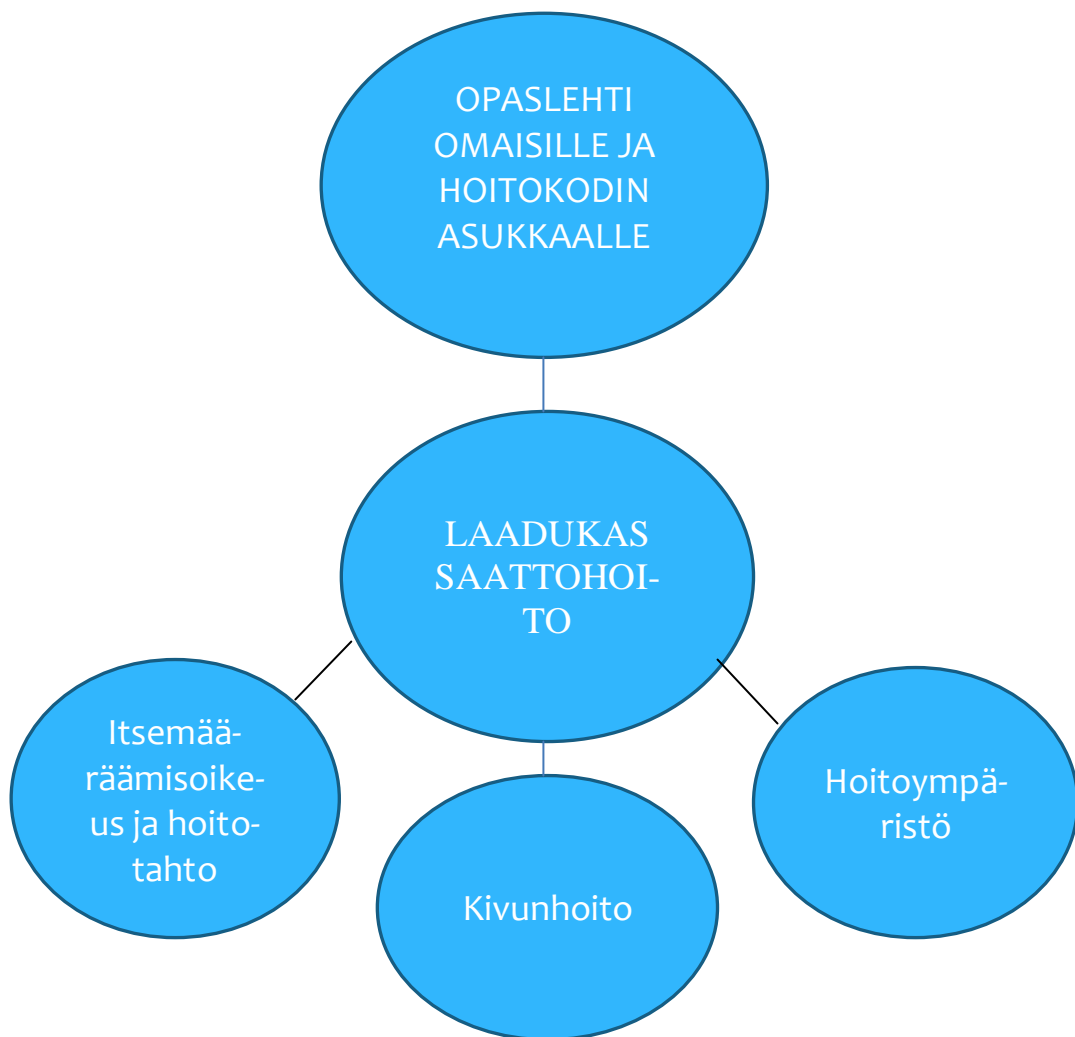 OPASLEHTI
OMAISILLE JA
HOITOKODIN
ASUKKAALLE
LAADUKAS
SAATTOHOI-
TO
Itsemää-
räämisoike-
us ja hoito-
tahto
Kivunhoito
Hoitoympä-
ristö